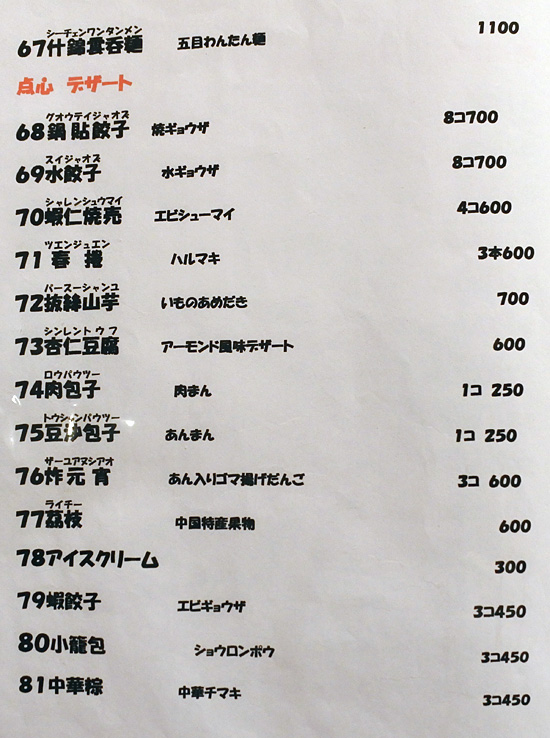 シーチェンワンタンメン
67什錦雲呑麺 五目わんたん麺 1100
点心 デザート
グオウテイジャオズ
68鍋貼餃子 焼ギョウザ 8コ700
スイジャオズ
69水餃子 水ギョウザ 8コ700
シャレンシュウマイ
70蝦仁焼売 エビシューマイ 4コ600
ツエンジュエン
71春捲 ハルマキ 3本600
バースーシャンユ
72抜絲山芋 いものあめだき 700
シンレントウフ
73杏仁豆腐 アーモンド風味デザート 600
ロウパウツー
74肉包子 肉まん 1コ 250
75豆沙包子 あんまん 1コ 250
ザーユアヌシアオ
76炸元宵 あん入りゴマ揚げだんご 3コ 600
ライチー
77荔枝 中国特産果物 600
78アイスクリーム 300
79蝦餃子 エビギョウザ 3コ450
80小籠包 ショウロンポウ 3コ450
81中華粽 中華チマキ 3コ450